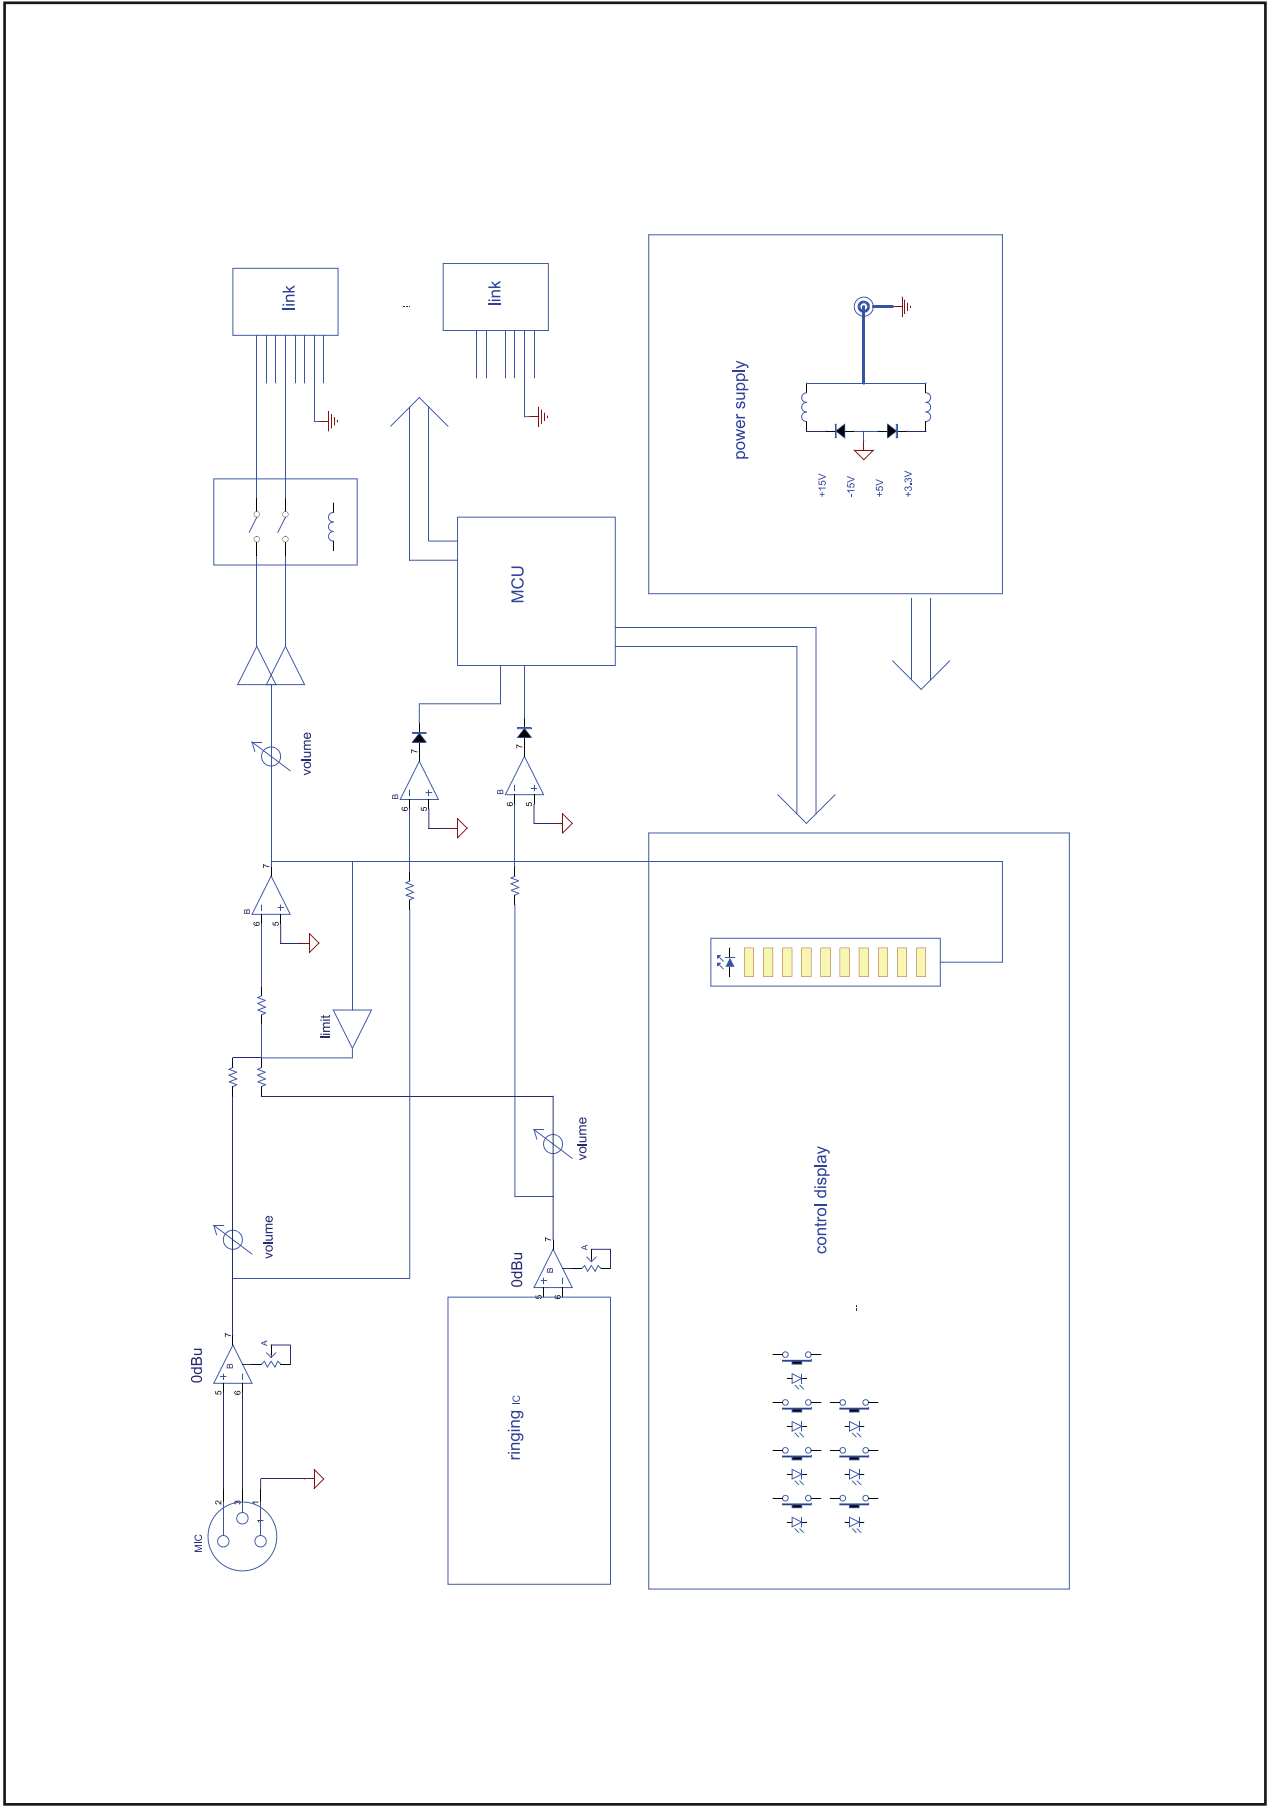 link
link
...
power supply
+15V
-15V
+5V
+3.3V
MCU
volume
7
7
B
6
5
B
6
5
7
B
6
5
limit
volume
volume
control display
0dBu
7
B
5
6
A
...
0dBu
7
B
5
6
A
ringing IC
MIC
2
3
1
1